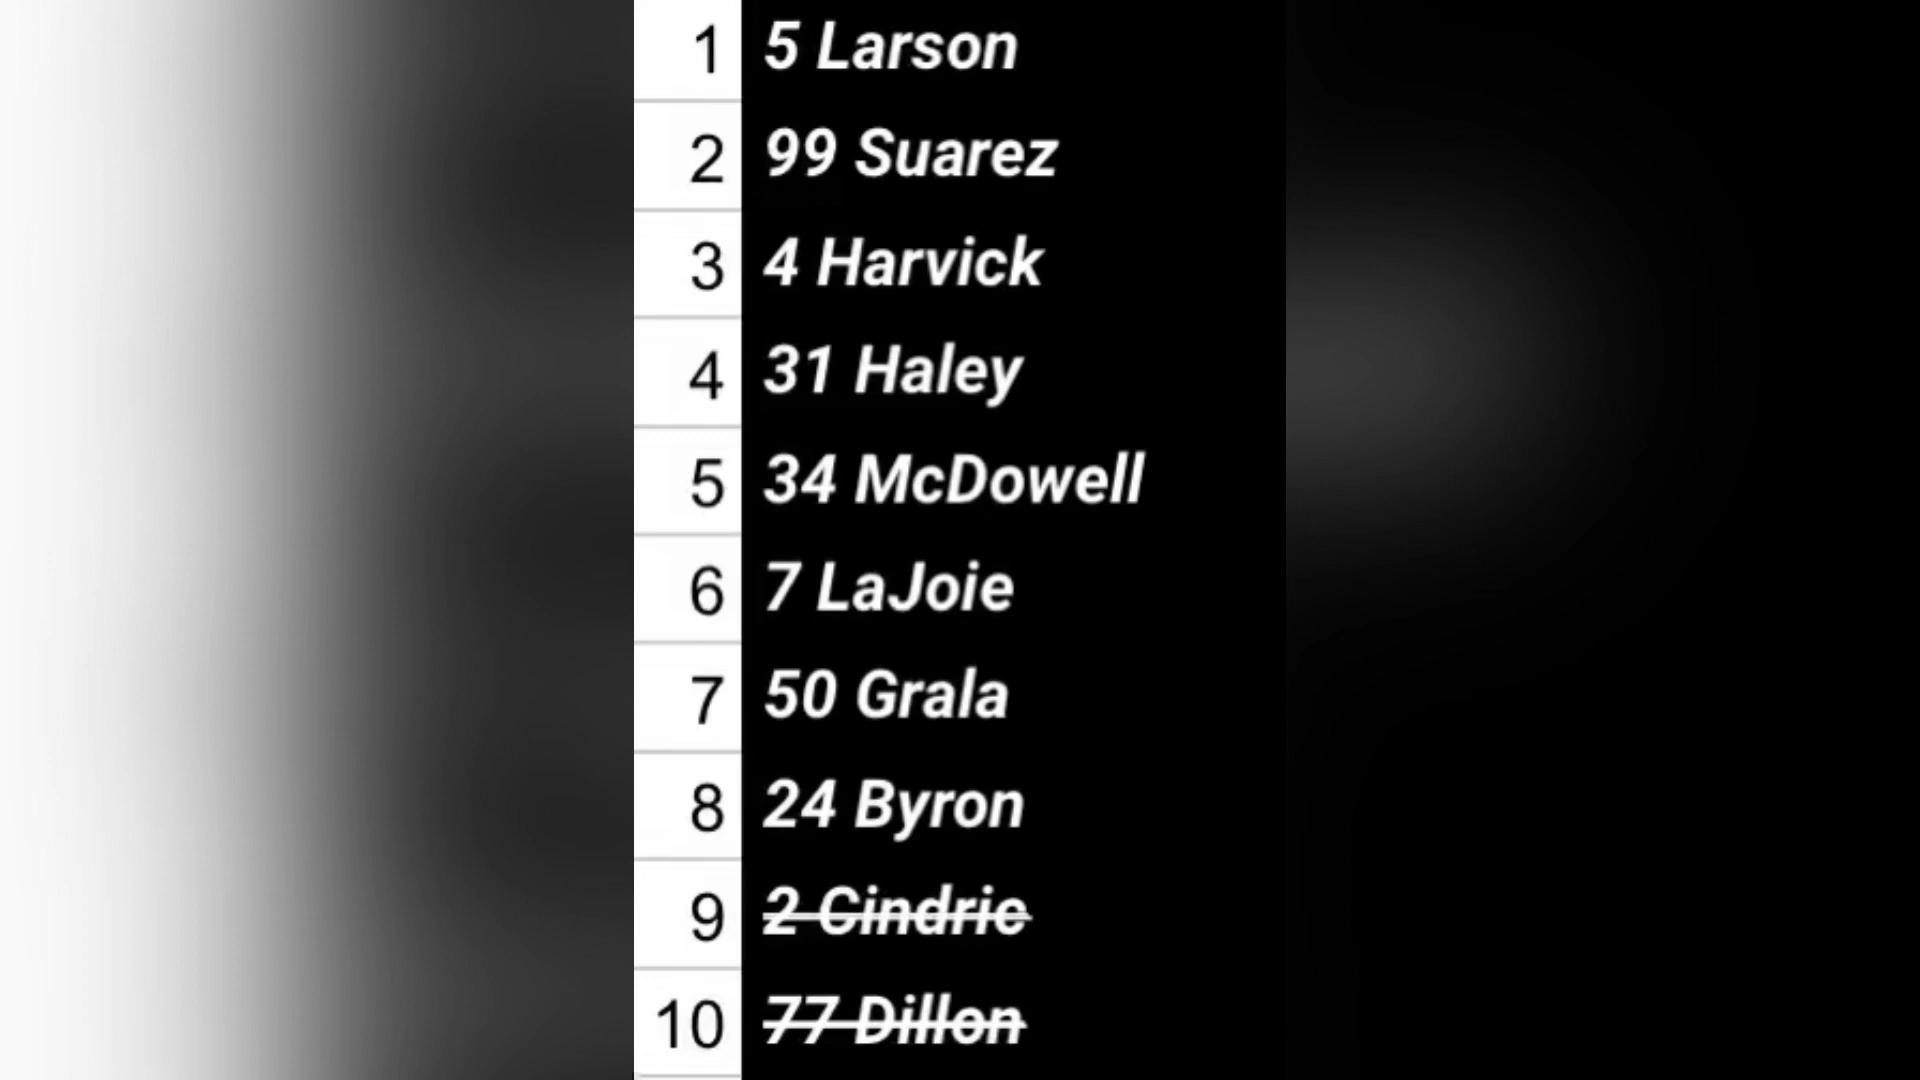 1 5 Larson
2 99 Suarez
3 4 Harvick
4 31 Haley
5 34 McDowell
6 7 LaJoie
7 50 Grala
8 24 Byron
9 2 Cindric
10 77 Dillon